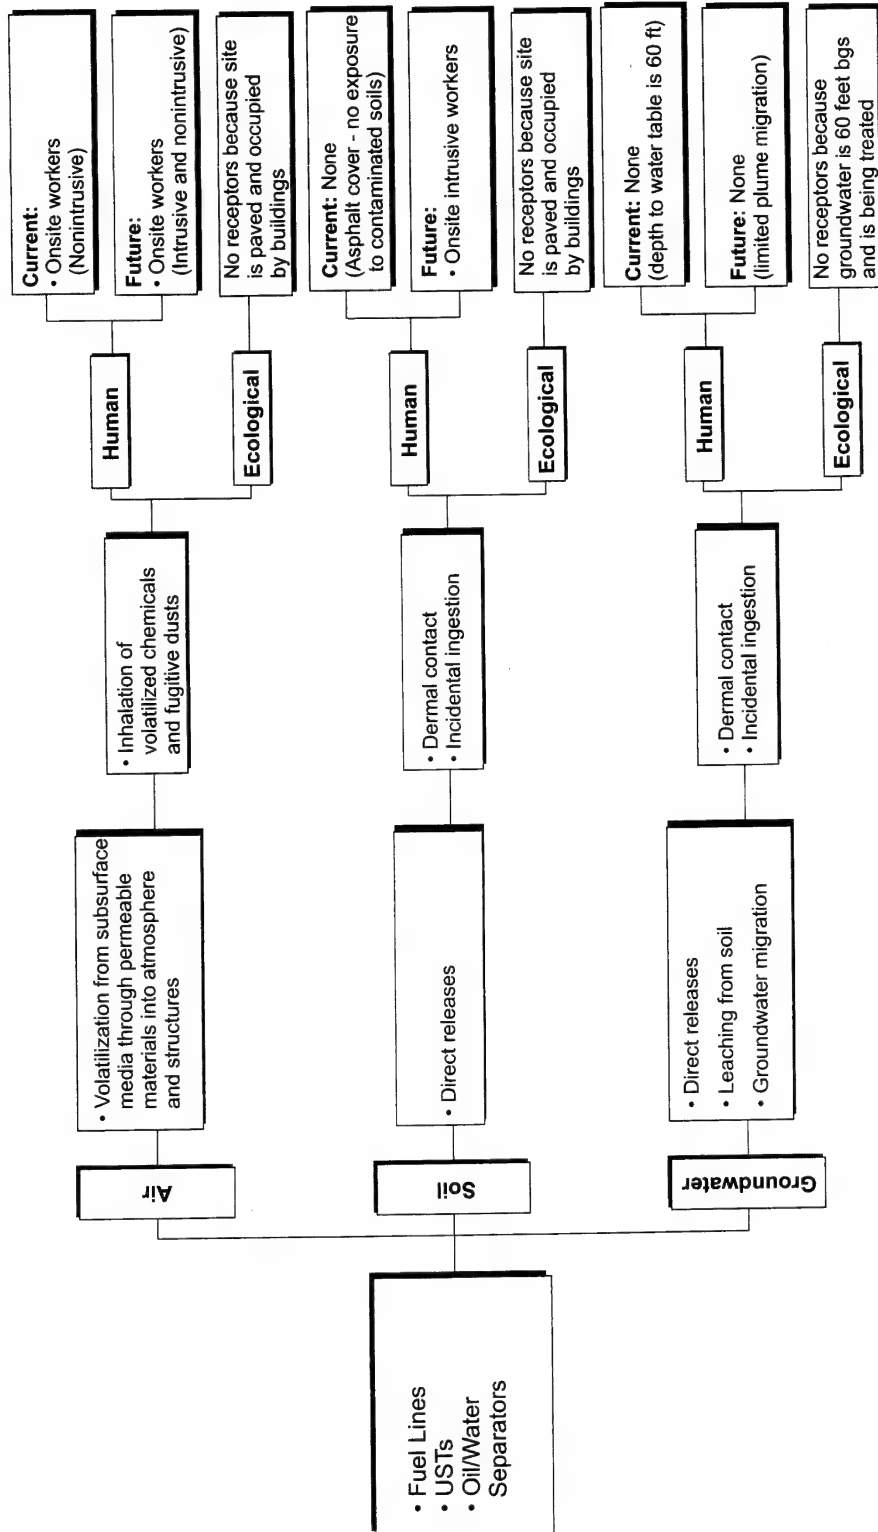 • Fuel Lines
• USTs
• Oil/Water
Separators
Air
• Volatilization from subsurface
media through permeable
materials into atmosphere
and structures
• Inhalation of
volatilized chemicals
and fugitive dusts
Human
Current:
• Onsite workers
(Nonintrusive)
Future:
• Onsite workers
(Intrusive and nonintrusive)
Ecological
No receptors because site
is paved and occupied
by buildings
Soil
• Direct releases
• Dermal contact
• Incidental ingestion
Human
Current: None
(Asphalt cover - no exposure
to contaminated soils)
Future:
• Onsite intrusive workers
Ecological
No receptors because site
is paved and occupied
by buildings
Groundwater
• Direct releases
• Leaching from soil
• Groundwater migration
• Dermal contact
• Incidental ingestion
Human
Current: None
(depth to water table is 60 ft)
Future: None
(limited plume migration)
Ecological
No receptors because
groundwater is 60 feet bgs
and is being treated